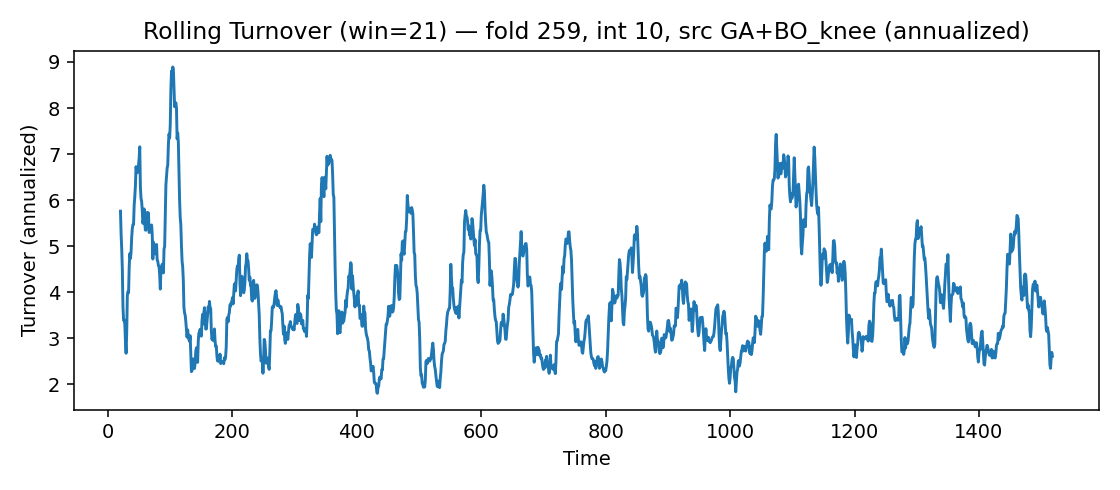 Rolling Turnover (win=21) — fold 259, int 10, src GA+BO_knee (annualized)
Turnover (annualized)
9
8
7
6
5
4
3
2
0 200 400 600 800 1000 1200 1400
Time